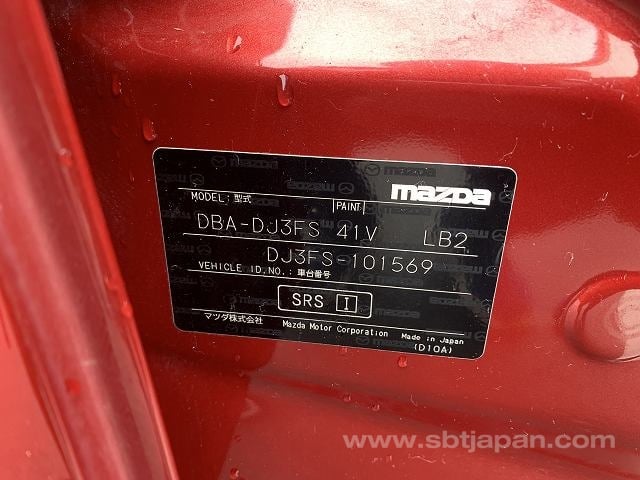 mazda
MODEL: 型式 PAINT
DBA-DJ3FS 41V LB2
DJ3FS-101569
VEHICLE ID.NO.: 車台番号
SRS I
マツダ株式会社 Mazda Motor Corporation Made in Japan
(D10A)
www.sbtjapan.com